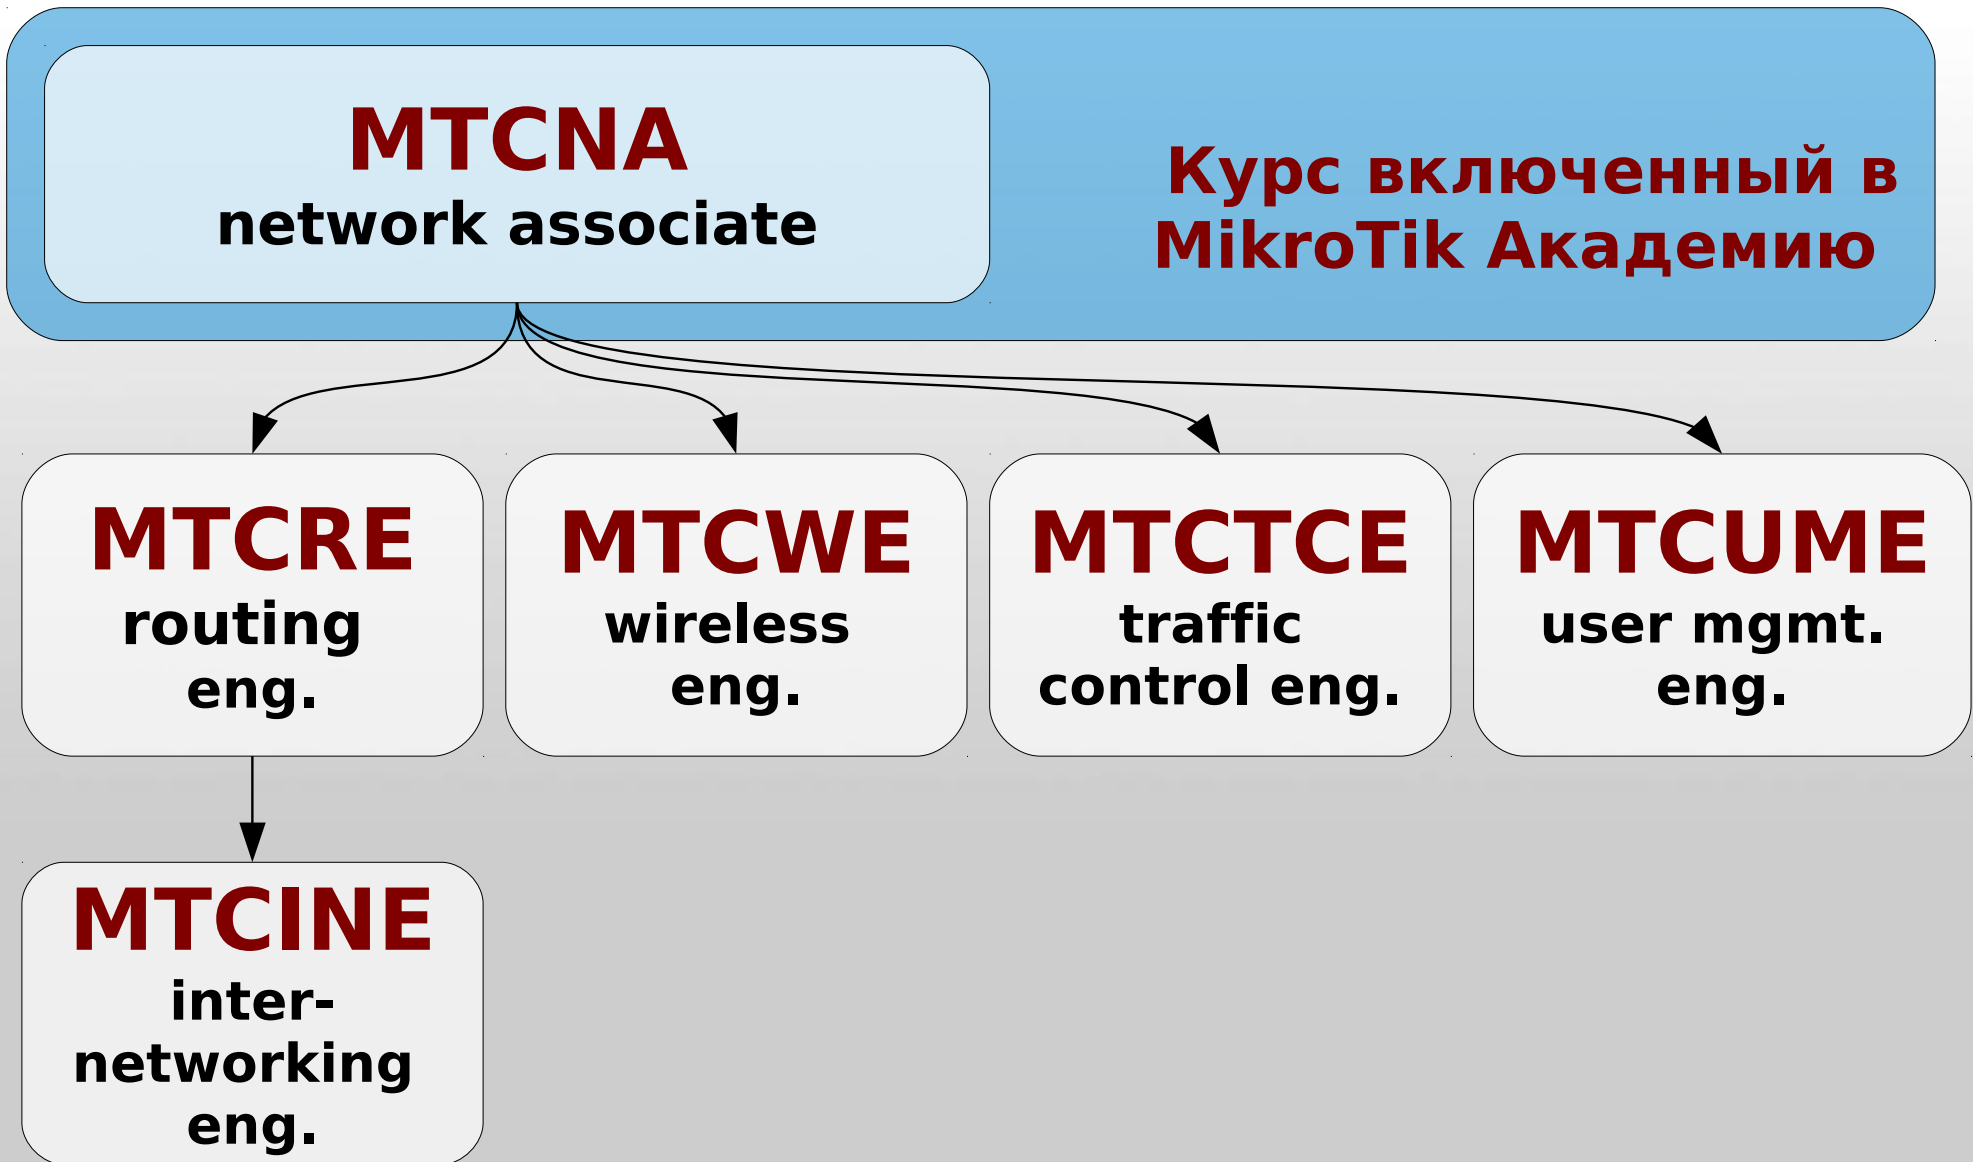 MTCNA
network associate
Курс включенный в
MikroTik Академию
MTCRE
routing
eng.
MTCWE
wireless
eng.
MTCTCE
traffic
control eng.
MTCUME
user mgmt.
eng.
MTCINE
inter-
networking
eng.